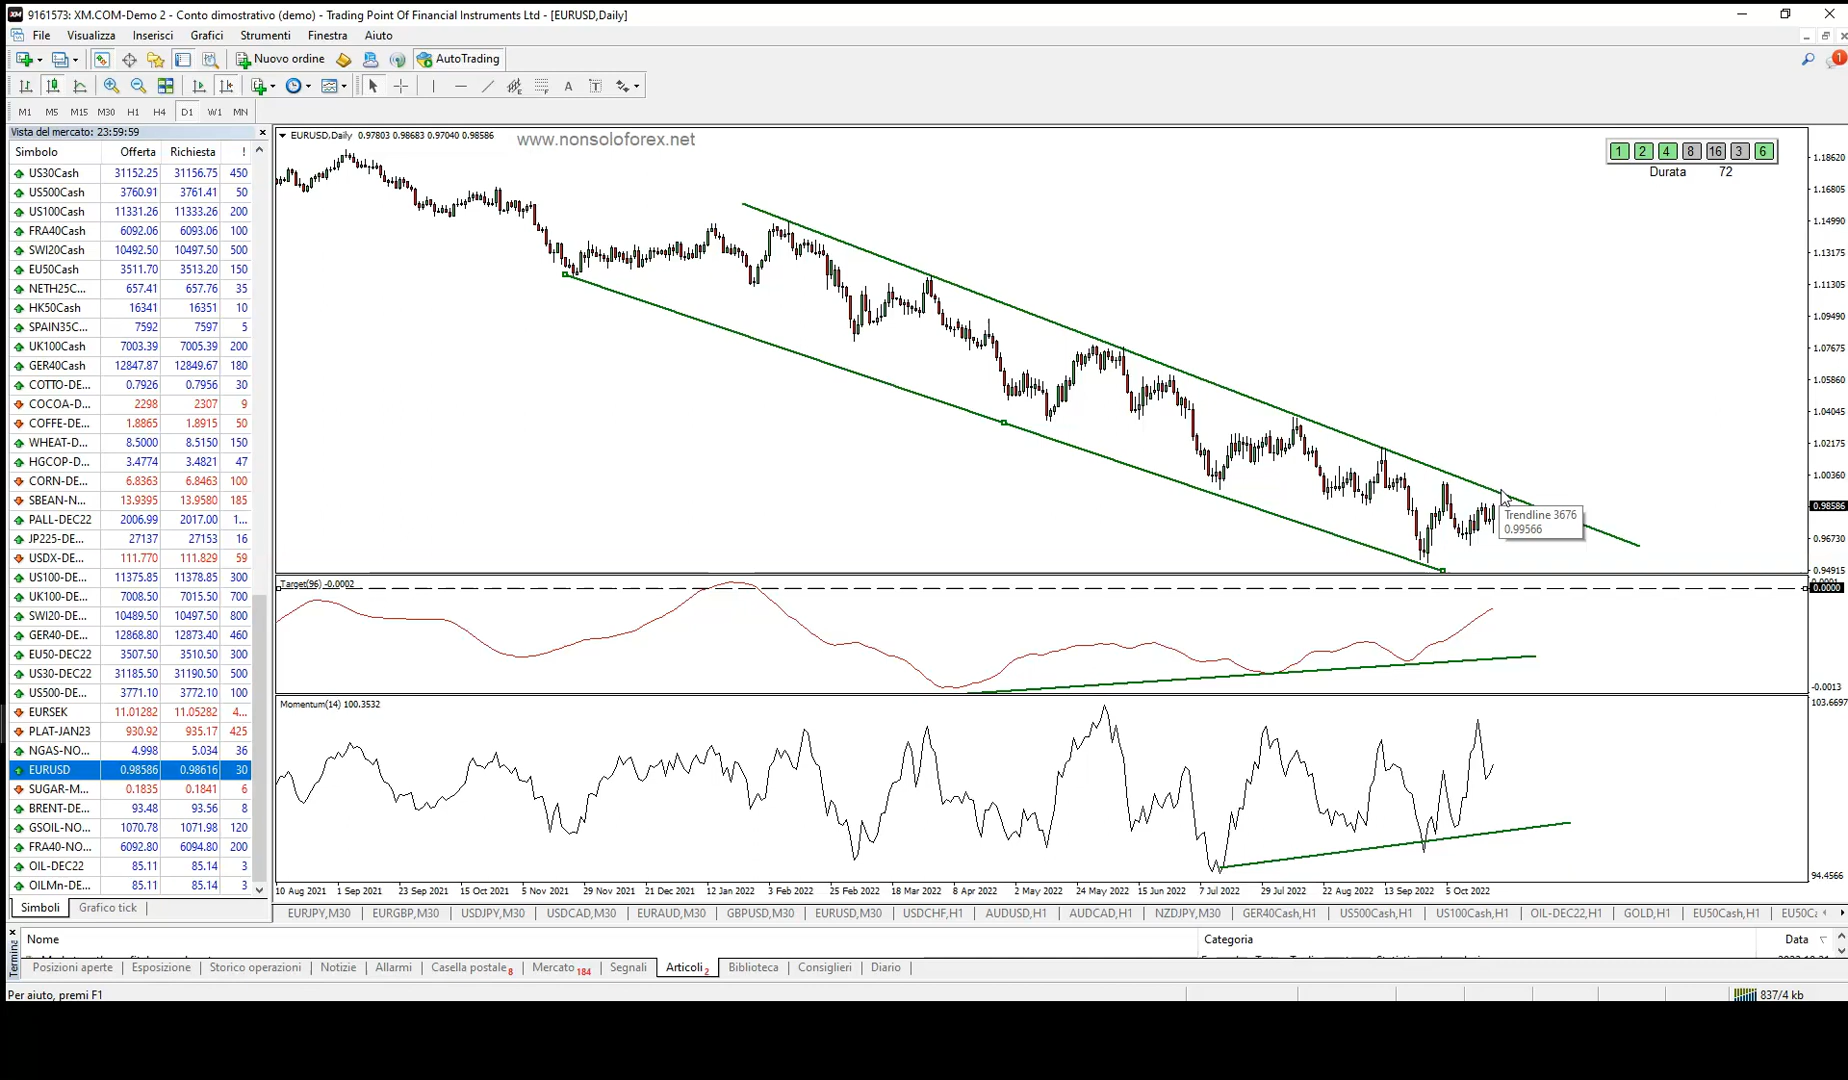 9161573: XM.COM-Demo 2 - Conto dimostrativo (demo) - Trading Point Of Financial Instruments Ltd - [EURUSD,Daily]
File Visualizza Inserisci Grafici Strumenti Finestra Aiuto
Nuovo ordine AutoTrading 1
M1 M5 M15 M30 H1 H4 D1 W1 MN
Vista del mercato: 23:59:59
Simbolo Offerta Richiesta !
US30Cash 31152.25 31156.75 450
US500Cash 3760.91 3761.41 50
US100Cash 11331.26 11333.26 200
FRA40Cash 6092.06 6093.06 100
SWI20Cash 10492.50 10497.50 500
EU50Cash 3511.70 3513.20 150
NETH25C... 657.41 657.76 35
HK50Cash 16341 16351 10
SPAIN35C... 7592 7597 5
UK100Cash 7003.39 7005.39 200
GER40Cash 12847.87 12849.67 180
COTTO-DE... 0.7926 0.7956 30
COCOA-D... 2298 2307 9
COFFE-DE... 1.8865 1.8915 50
WHEAT-D... 8.5000 8.5150 150
HGCOP-D... 3.4774 3.4821 47
CORN-DE... 6.8363 6.8463 100
SBEAN-N... 13.9395 13.9580 185
PALL-DEC22 2006.99 2017.00 1...
JP225-DE... 27137 27153 16
USDX-DE... 111.770 111.829 59
US100-DE... 11375.85 11378.85 300
UK100-DE... 7008.50 7015.50 700
SWI20-DE... 10489.50 10497.50 800
GER40-DE... 12868.80 12873.40 460
EU50-DEC22 3507.50 3510.50 300
US30-DEC22 31185.50 31190.50 500
US500-DE... 3771.10 3772.10 100
EURSEK 11.01282 11.05282 4...
PLAT-JAN23 930.92 935.17 425
NGAS-NO... 4.998 5.034 36
EURUSD 0.98586 0.98616 30
SUGAR-M... 0.1835 0.1841 6
BRENT-DE... 93.48 93.56 8
GSOIL-NO... 1070.78 1071.98 120
FRA40-NO... 6092.80 6094.80 200
OIL-DEC22 85.11 85.14 3
OILMn-DE... 85.11 85.14 3
Simboli Grafico tick
EURUSD,Daily 0.97803 0.98683 0.97040 0.98586
www.nonsoloforex.net
1 2 4 8 16 3 6
Durata 72
1.18620
1.16805
1.14990
1.13175
1.11305
1.09490
1.07675
1.05860
1.04045
1.02175
1.00360
0.98586
0.96730
0.94915
Trendline 3676
0.99566
Target(96) -0.0002
0.0001
0.0000
-0.0013
Momentum(14) 100.3532
103.6697
94.4566
10 Aug 2021 1 Sep 2021 23 Sep 2021 15 Oct 2021 5 Nov 2021 29 Nov 2021 21 Dec 2021 12 Jan 2022 3 Feb 2022 25 Feb 2022 18 Mar 2022 8 Apr 2022 2 May 2022 24 May 2022 15 Jun 2022 7 Jul 2022 29 Jul 2022 22 Aug 2022 13 Sep 2022 5 Oct 2022
EURJPY,M30 EURGBP,M30 USDJPY,M30 USDCAD,M30 EURAUD,M30 GBPUSD,M30 EURUSD,M30 USDCHF,H1 AUDUSD,H1 AUDCAD,H1 NZDJPY,M30 GER40Cash,H1 US500Cash,H1 US100Cash,H1 OIL-DEC22,H1 GOLD,H1 EU50Cash,H1
Nome Categoria Data
Posizioni aperte Esposizione Storico operazioni Notizie Allarmi Casella postale 8 Mercato 184 Segnali Articoli 2 Biblioteca Consiglieri Diario
Per aiuto, premi F1
837/4 kb